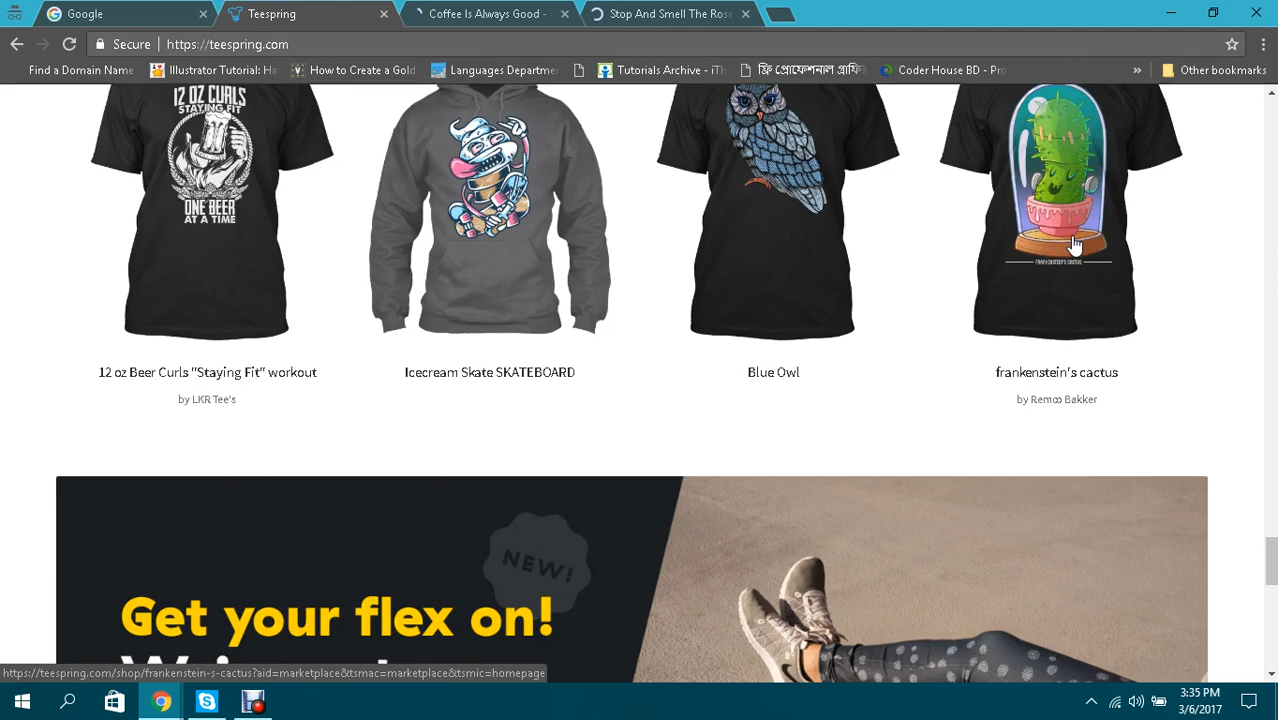 Google
Teespring
Coffee Is Always Good -
Stop And Smell The Rose
Secure
https://teespring.com
Find a Domain Name
Illustrator Tutorial: Ha
How to Create a Gold
Languages Departme
Tutorials Archive - iTh
Coder House BD - Pro
»
Other bookmarks
12 OZ CURLS
STAYING FIT
ONE BEER
AT A TIME
FRANKENSTEIN'S CACTUS
12 oz Beer Curls "Staying Fit" workout
Icecream Skate SKATEBOARD
Blue Owl
frankenstein's cactus
by LKR Tee's
by Remco Bakker
NEW!
Get your flex on!
https://teespring.com/shop/frankenstein-s-cactus?aid=marketplace&tsmac=marketplace&tsmic=homepage
3:35 PM
3/6/2017